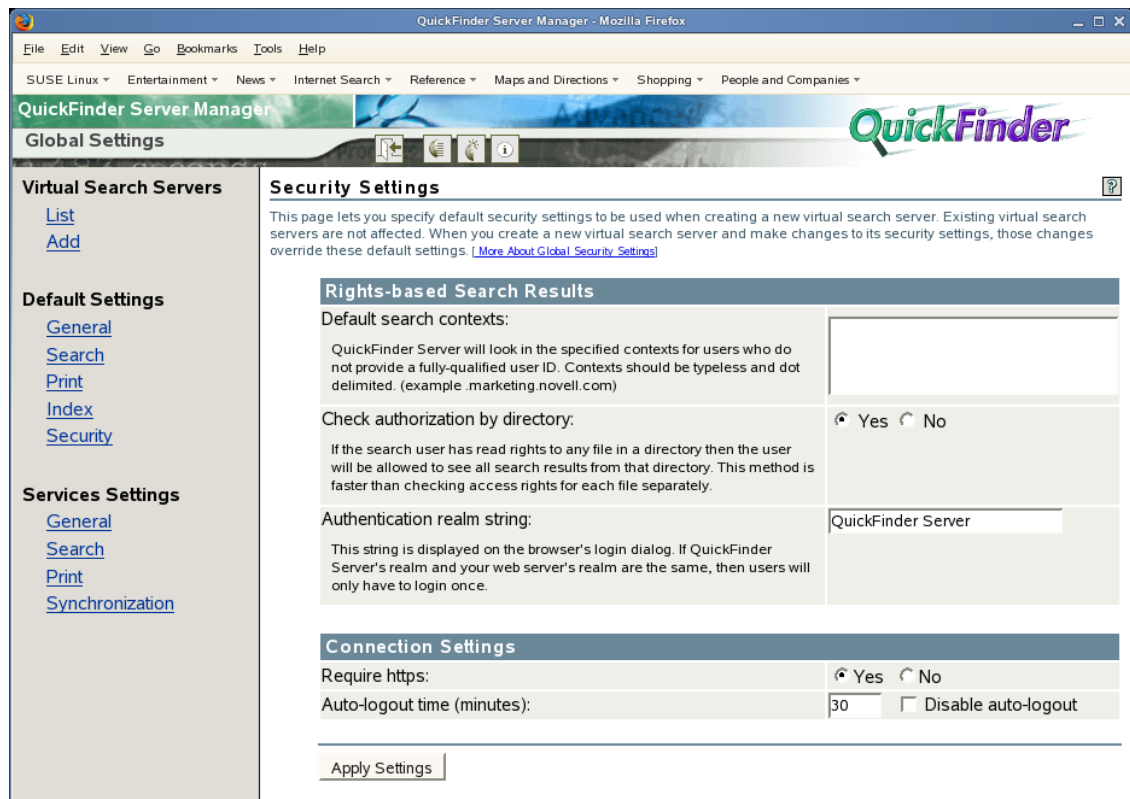 QuickFinder Server Manager - Mozilla Firefox
File Edit View Go Bookmarks Tools Help
SUSE Linux Entertainment News Internet Search Reference Maps and Directions Shopping People and Companies
QuickFinder Server Manager
QuickFinder
Global Settings
Virtual Search Servers
List
Add
Default Settings
General
Search
Print
Index
Security
Services Settings
General
Search
Print
Synchronization
Security Settings
?
This page lets you specify default security settings to be used when creating a new virtual search server. Existing virtual search
servers are not affected. When you create a new virtual search server and make changes to its security settings, those changes
override these default settings. [ More About Global Security Settings]
Rights-based Search Results
Default search contexts:
QuickFinder Server will look in the specified contexts for users who do
not provide a fully-qualified user ID. Contexts should be typeless and dot
delimited. (example .marketing.novell.com)
Check authorization by directory:
Yes No
If the search user has read rights to any file in a directory then the user
will be allowed to see all search results from that directory. This method is
faster than checking access rights for each file separately.
Authentication realm string:
QuickFinder Server
This string is displayed on the browser's login dialog. If QuickFinder
Server's realm and your web server's realm are the same, then users will
only have to login once.
Connection Settings
Require https:
Yes No
Auto-logout time (minutes):
30 Disable auto-logout
Apply Settings